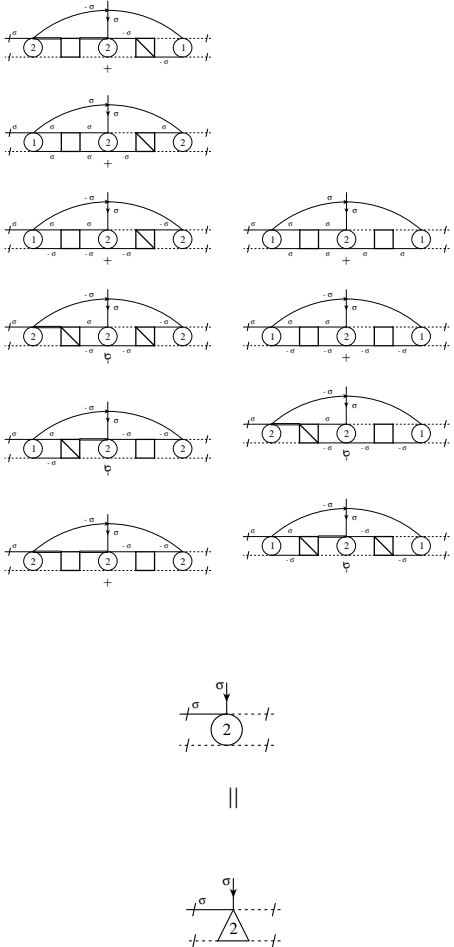 - σ
σ σ - σ
2 2 1
- σ
+
σ
σ σ σ σ σ
1 2 2
σ σ σ
+
- σ
σ σ σ σ - σ
1 2 2
- σ - σ - σ
+
σ
σ σ σ σ
1 2 1
σ σ σ σ
+
- σ
σ σ σ - σ
2 2 2
- σ - σ
- σ
σ σ σ σ
1 2 1
- σ - σ - σ - σ
+
- σ
σ σ σ - σ - σ
1 2 2
- σ
- σ
σ σ σ
2 2 1
- σ - σ - σ
- σ
σ σ - σ - σ
2 2 2
+
- σ
σ σ σ - σ
1 2 1
- σ - σ
σ
σ
2
||
σ
σ
2